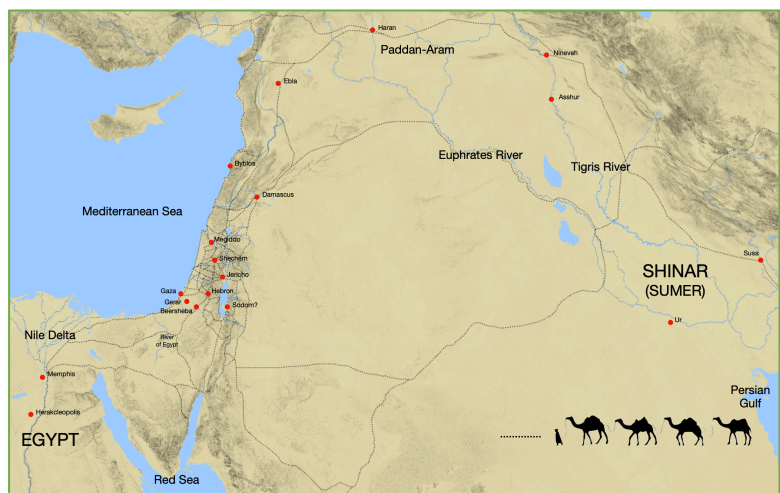 Haran
Paddan-Aram
Nineveh
Ebla
Asshur
Byblos
Euphrates River
Tigris River
Damascus
Mediterranean Sea
Megiddo
Shechem
Susa
Jericho
SHINAR
(SUMER)
Gaza
Hebron
Gerar
Sodom?
Beersheba
Ur
Nile Delta
River
of Egypt
Memphis
Persian
Gulf
Herakcleopolis
EGYPT
Red Sea